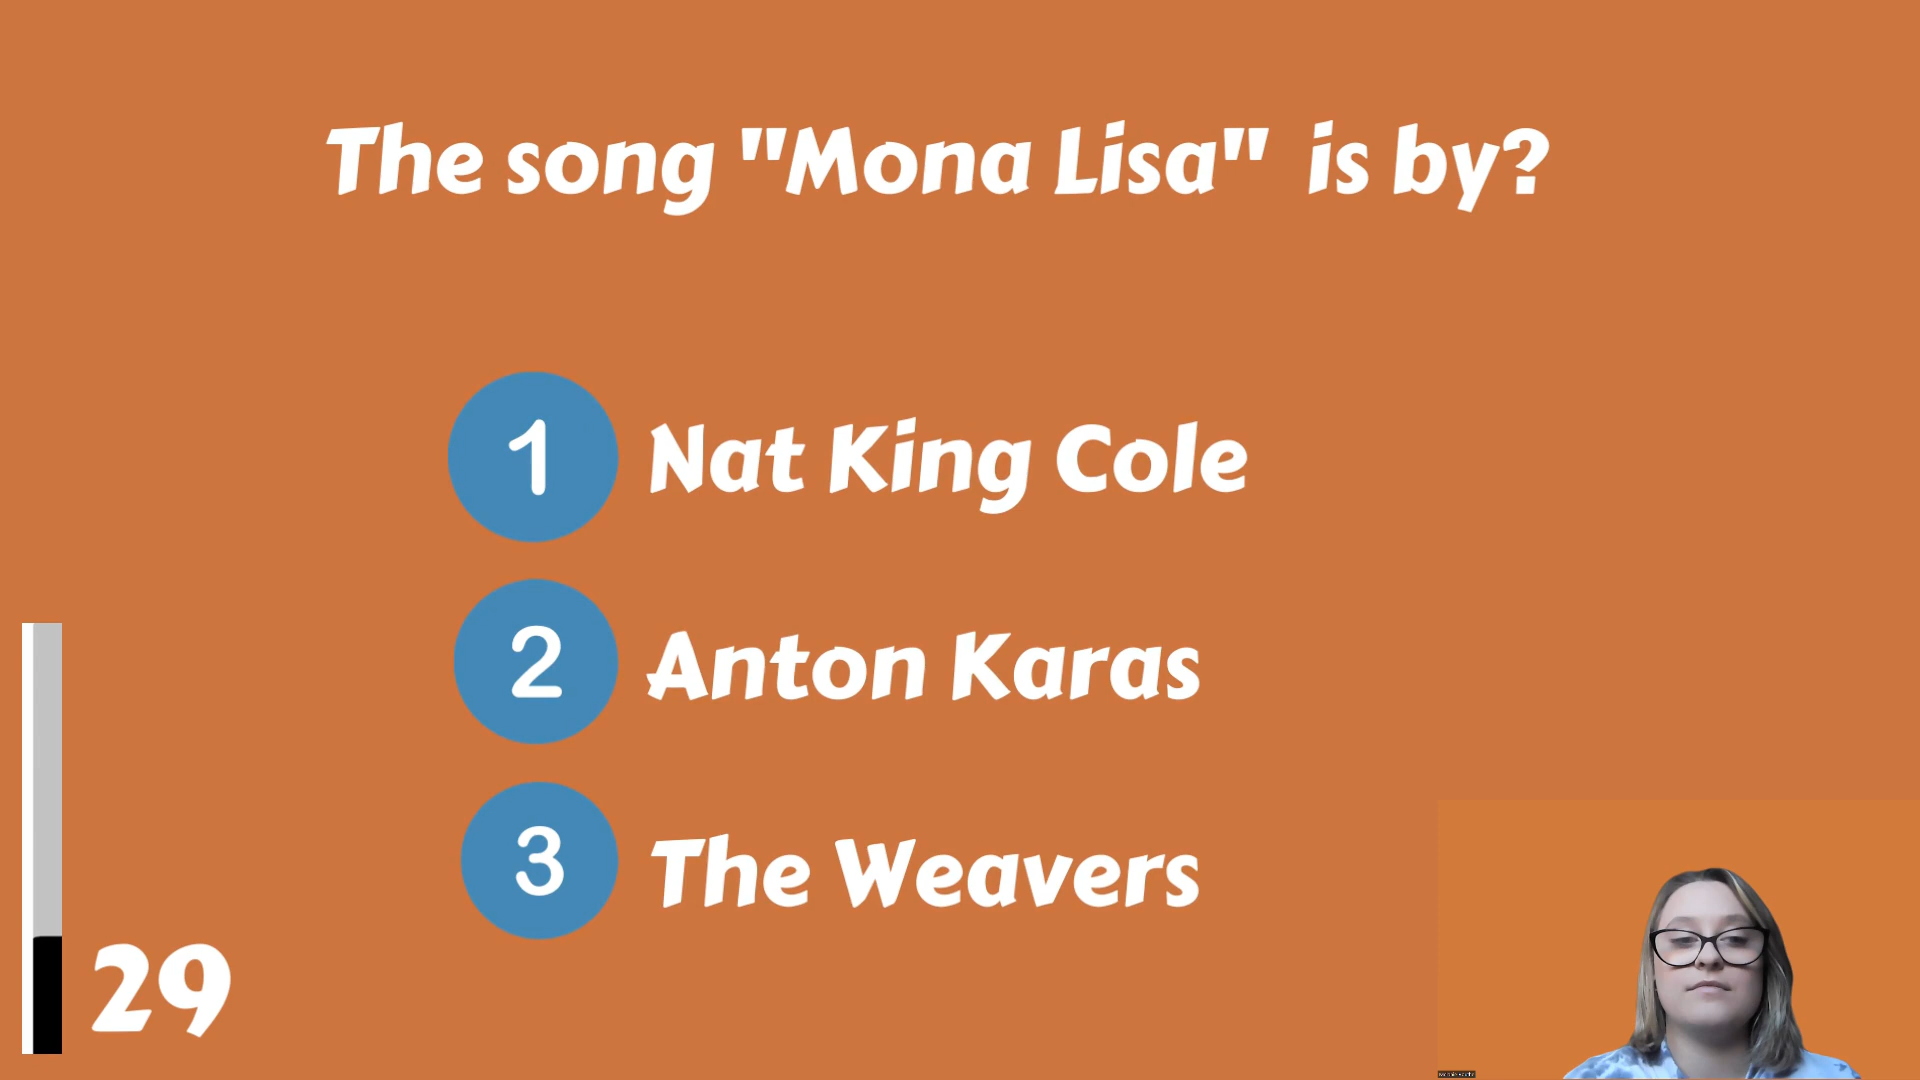 The song "Mona Lisa" is by?
1 Nat King Cole
2 Anton Karas
3 The Weavers
29